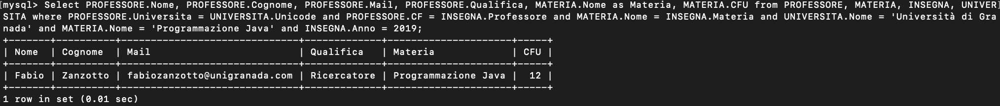 [mysql> Select PROFESSORE.Nome, PROFESSORE.Cognome, PROFESSORE.Mail, PROFESSORE.Qualifica, MATERIA.Nome as Materia, MATERIA.CFU from PROFESSORE, MATERIA, INSEGNA, UNIVER]
SITA where PROFESSORE.Universita = UNIVERSITA.Unicode and PROFESSORE.CF = INSEGNA.Professore and MATERIA.Nome = INSEGNA.Materia and UNIVERSITA.Nome = 'Università di Gra
nada' and MATERIA.Nome = 'Programmazione Java' and INSEGNA.Anno = 2019;
+-------+----------+------------------------------+-------------+---------------------+-----+
| Nome  | Cognome  | Mail                         | Qualifica   | Materia             | CFU |
+-------+----------+------------------------------+-------------+---------------------+-----+
| Fabio | Zanzotto | fabiozanzotto@unigranada.com | Ricercatore | Programmazione Java |  12 |
+-------+----------+------------------------------+-------------+---------------------+-----+
1 row in set (0.01 sec)